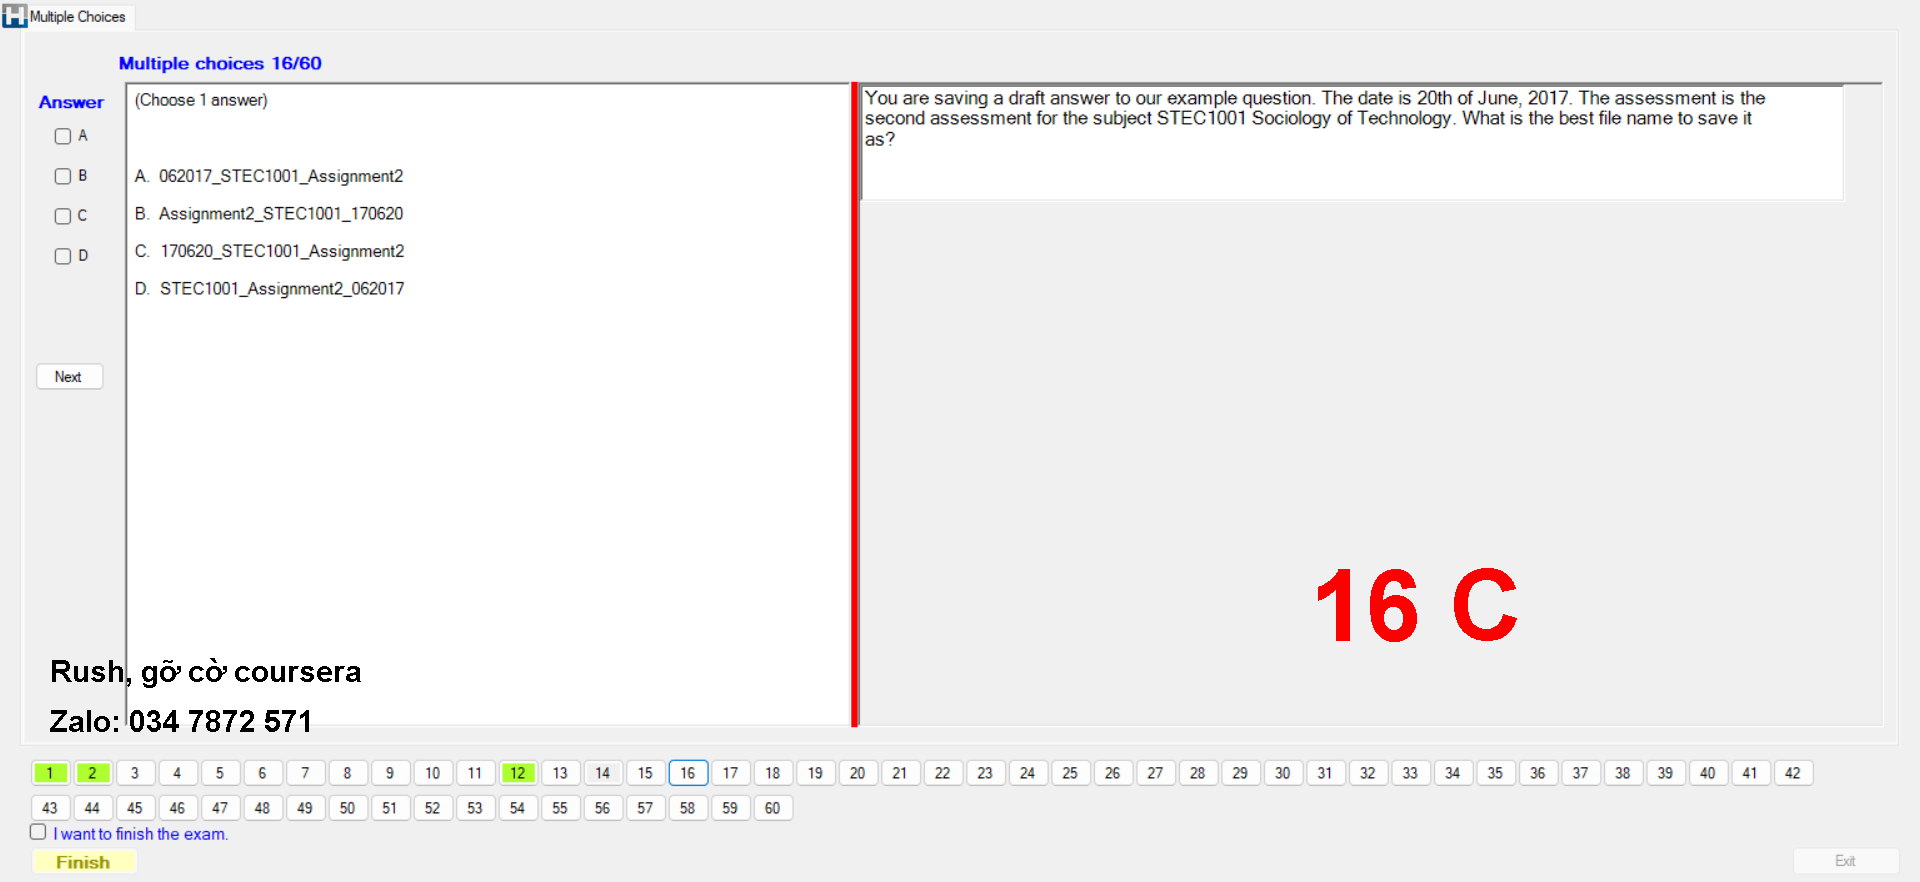 Multiple Choices
Multiple choices 16/60
Answer
A
B
C
D
Next
(Choose 1 answer)
A. 062017_STEC1001_Assignment2
B. Assignment2_STEC1001_170620
C. 170620_STEC1001_Assignment2
D. STEC1001_Assignment2_062017
You are saving a draft answer to our example question. The date is 20th of June, 2017. The assessment is the
second assessment for the subject STEC1001 Sociology of Technology. What is the best file name to save it
as?
16 C
Rush, gỡ cờ coursera
Zalo: 034 7872 571
1 2 3 4 5 6 7 8 9 10 11 12 13 14 15 16 17 18 19 20 21 22 23 24 25 26 27 28 29 30 31 32 33 34 35 36 37 38 39 40 41 42
43 44 45 46 47 48 49 50 51 52 53 54 55 56 57 58 59 60
I want to finish the exam.
Finish
Exit